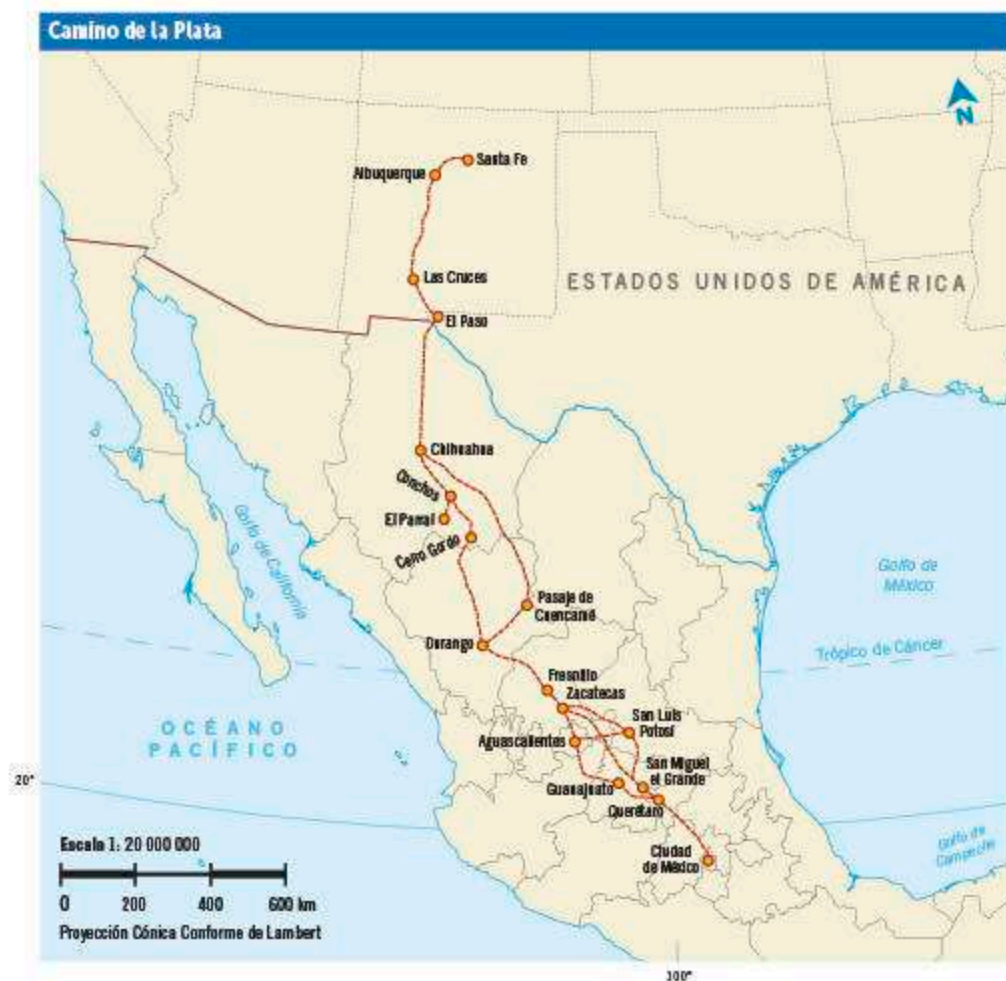 Camino de la Plata
N
Santa Fe
Albuquerque
Las Cruces
ESTADOS UNIDOS DE AMÉRICA
El Paso
Chihuahua
Conchos
El Parral
Cerro Gordo
Golfo de California
Golfo de
México
Pasaje de
Cuencamé
Durango
Trópico de Cáncer
Fresnillo
Zacatecas
OCÉANO
PACÍFICO
San Luis
Potosí
Aguascalientes
San Miguel
el Grande
20°
Guanajuato
Querétaro
Golfo de
Campeche
Ciudad
de México
Escala 1: 20 000 000
0 200 400 600 km
Proyección Cónica Conforme de Lambert
100°